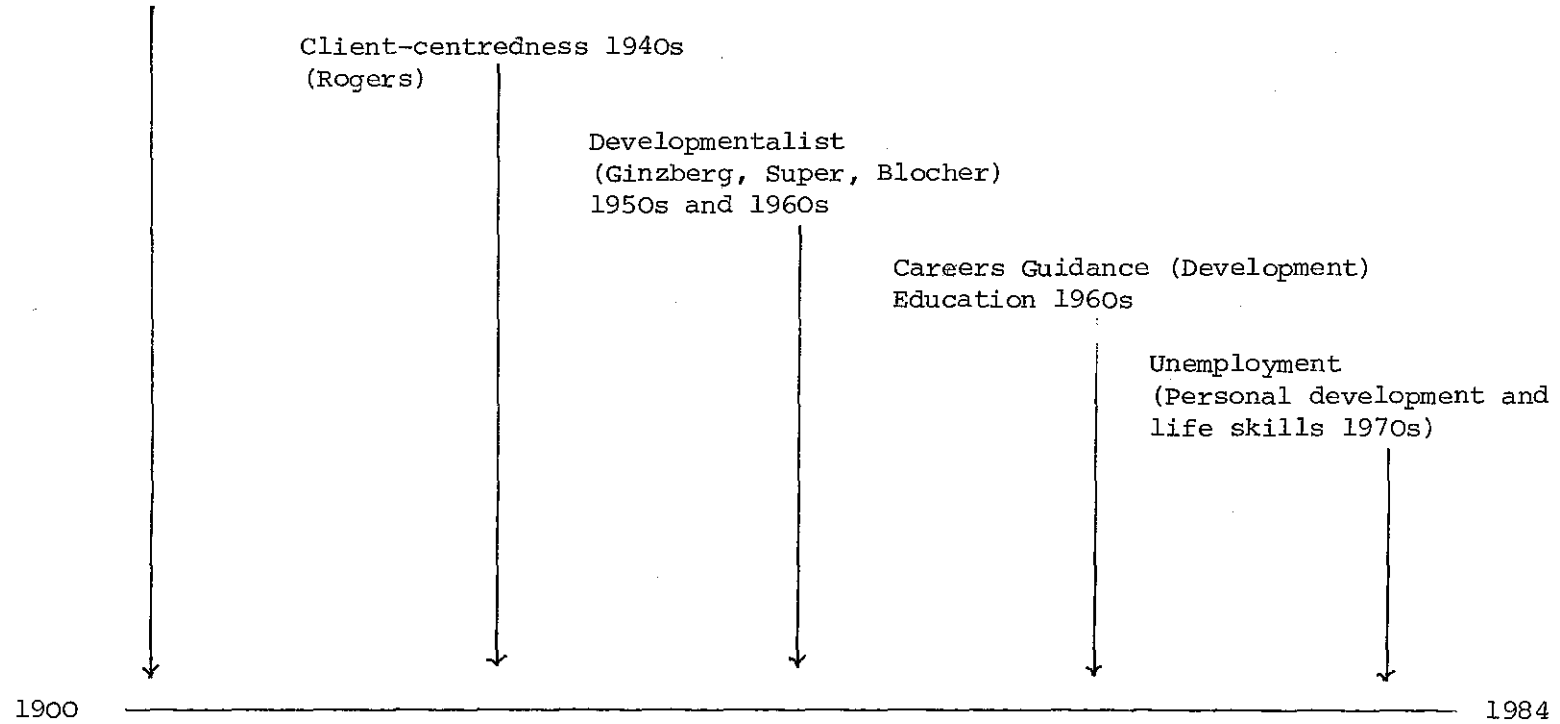 Client-centredness 1940s
(Rogers)
Developmentalist
(Ginzberg, Super, Blocher)
1950s and 1960s
Careers Guidance (Development)
Education 1960s
Unemployment
(Personal development and
life skills 1970s)
1900
1984